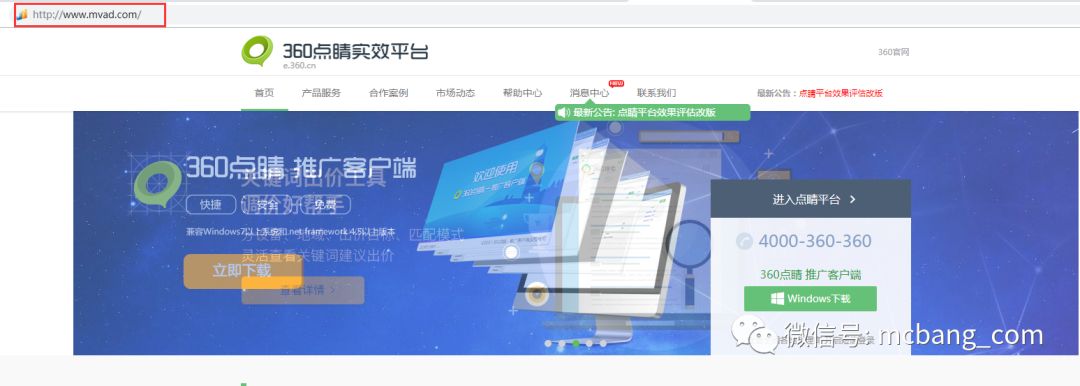 http://www.mvad.com/
360点睛实效平台
e.360.cn
360官网
首页 产品服务 合作案例 市场动态 帮助中心 消息中心 NEW 联系我们 最新公告：点睛平台效果评估改版
最新公告: 点睛平台效果评估改版
360点睛 推广客户端
关键词出价工具
快捷 安全 免费
调价好帮手
兼容Windows7以上系统和.net framework 4.5以上版本
分设备、地域、出价目标、匹配模式
灵活查看关键词建议出价
立即下载
查看详情 >
欢迎使用
进入点睛平台 >
4000-360-360
360点睛 推广客户端
Windows下载
微信号: mcbang_com